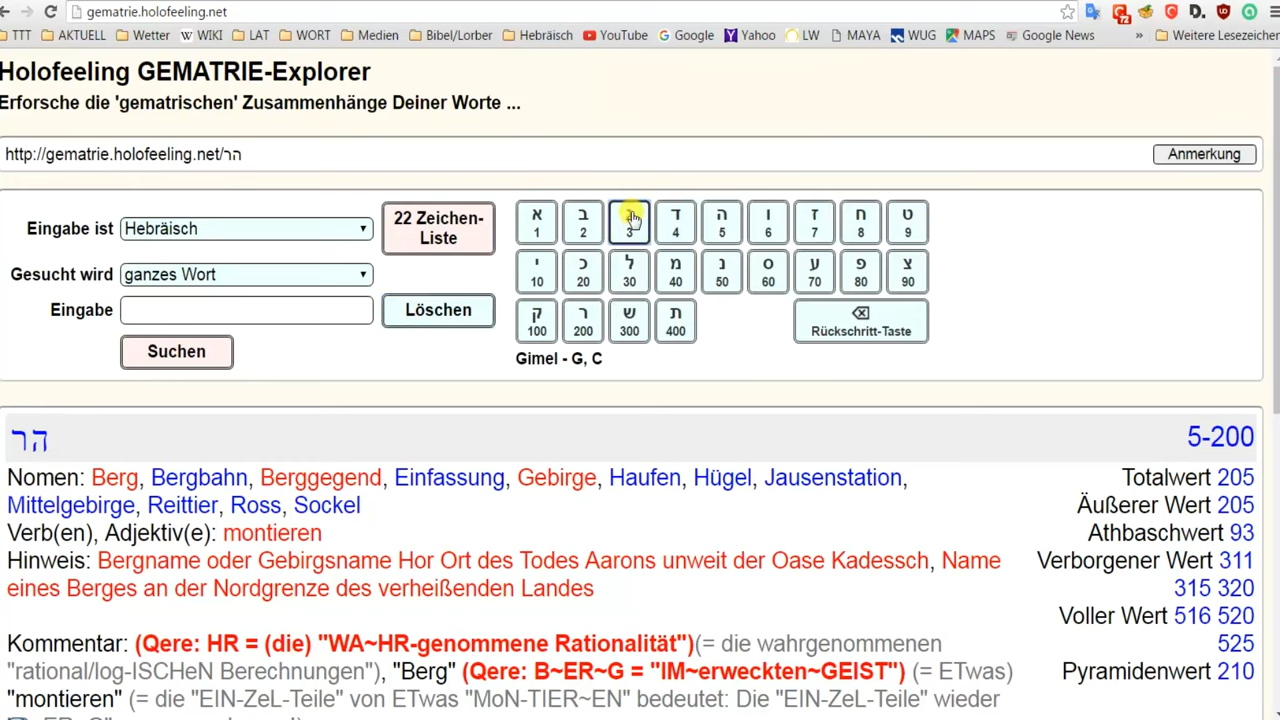 gematrie.holofeeling.net
TTT AKTUELL Wetter WIKI LAT WORT Medien Bibel/Lorber Hebräisch YouTube Google Yahoo LW MAYA WUG MAPS Google News » Weitere Lesezeichen
Holofeeling GEMATRIE-Explorer
Erforsche die 'gematrischen' Zusammenhänge Deiner Worte ...
http://gematrie.holofeeling.net/הר Anmerkung
Eingabe ist Hebräisch
22 Zeichen-Liste
Gesucht wird ganzes Wort
Eingabe Löschen
Suchen
א ב ג ד ה ו ז ח ט
1 2 3 4 5 6 7 8 9
י כ ל מ נ ס ע פ צ
10 20 30 40 50 60 70 80 90
ק ר ש ת
100 200 300 400 Rückschritt-Taste
Gimel - G, C
הר 5-200
Nomen: Berg, Bergbahn, Berggegend, Einfassung, Gebirge, Haufen, Hügel, Jausenstation,
Mittelgebirge, Reittier, Ross, Sockel
Verb(en), Adjektiv(e): montieren
Hinweis: Bergname oder Gebirgsname Hor Ort des Todes Aarons unweit der Oase Kadessch, Name
eines Berges an der Nordgrenze des verheißenden Landes
Kommentar: (Qere: HR = (die) "WA~HR-genommene Rationalität")(= die wahrgenommenen
"rational/log-ISCHeN Berechnungen"), "Berg" (Qere: B~ER~G = "IM~erweckten~GEIST") (= ETwas)
"montieren" (= die "EIN-ZeL-Teile" von ETwas "MoN-TIER~EN" bedeutet: Die "EIN-ZeL-Teile" wieder
Totalwert 205
Äußerer Wert 205
Athbaschwert 93
Verborgener Wert 311
315 320
Voller Wert 516 520
525
Pyramidenwert 210